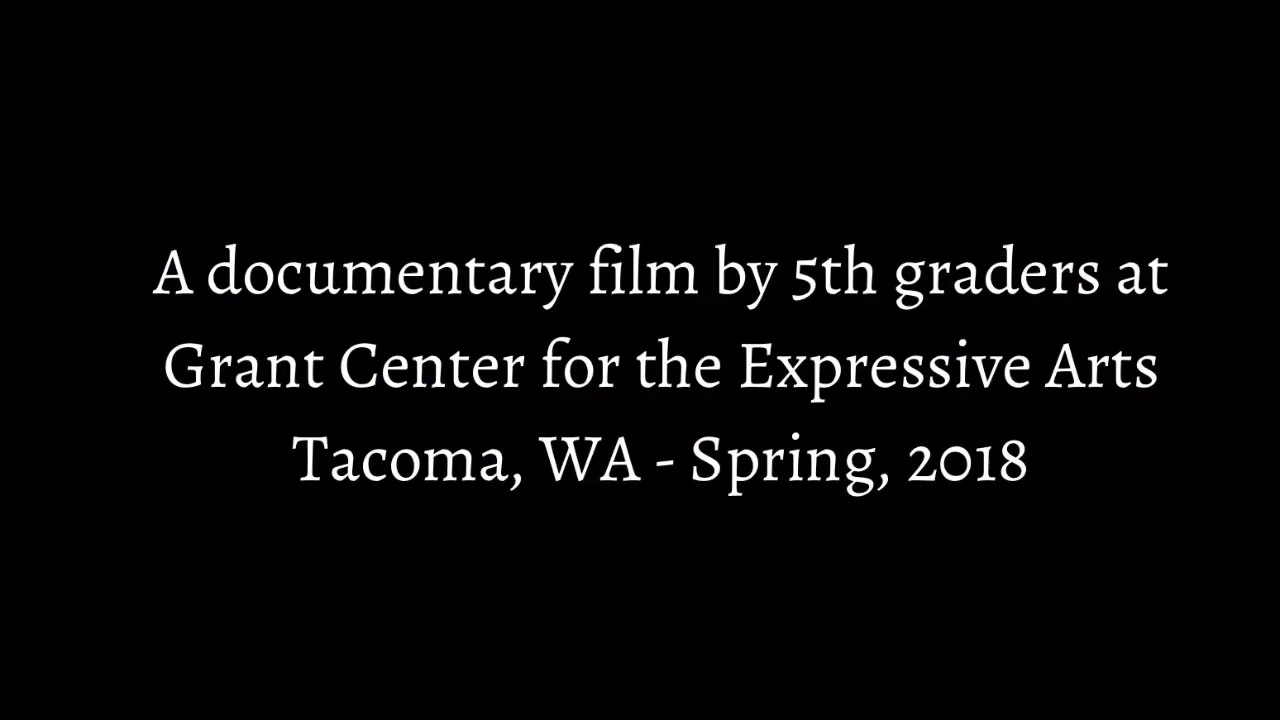 A documentary film by 5th graders at
Grant Center for the Expressive Arts
Tacoma, WA - Spring, 2018